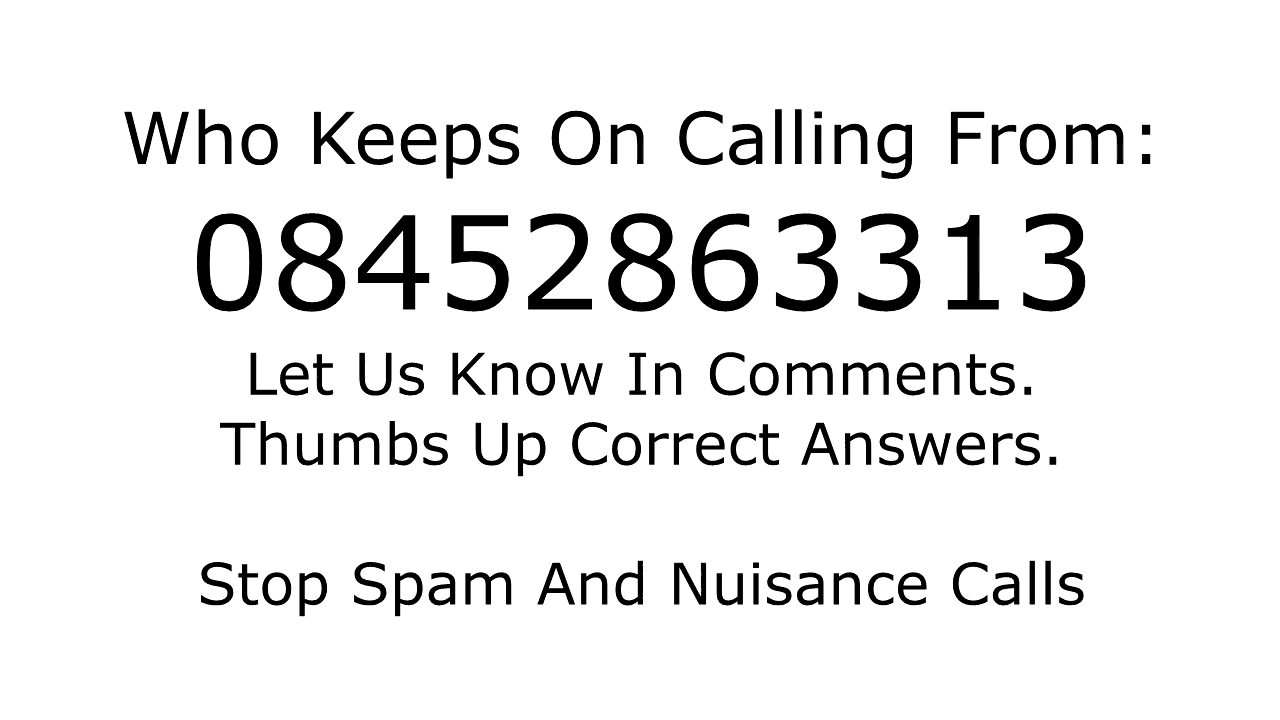 Who Keeps On Calling From:
08452863313
Let Us Know In Comments.
Thumbs Up Correct Answers.
Stop Spam And Nuisance Calls